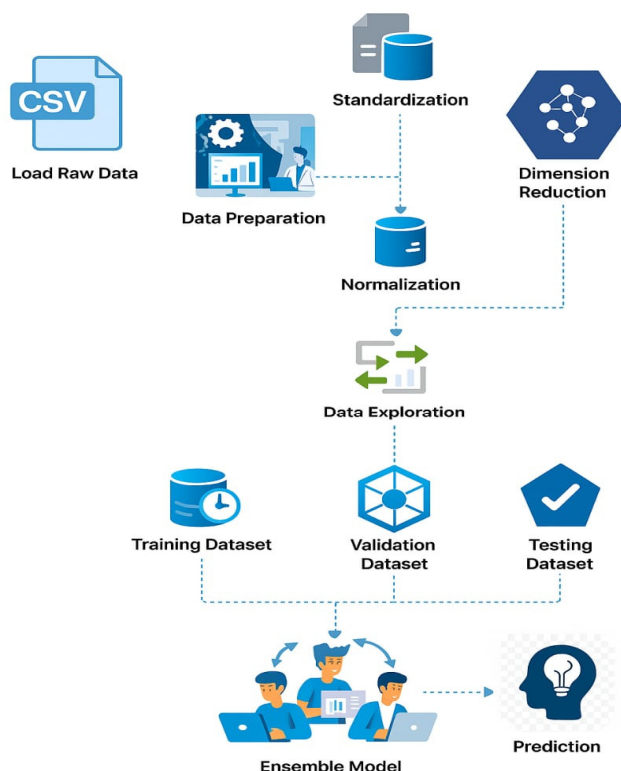 CSV
Load Raw Data
Standardization
Data Preparation
Dimension
Reduction
Normalization
Data Exploration
Training Dataset
Validation
Dataset
Testing
Dataset
Ensemble Model
Prediction